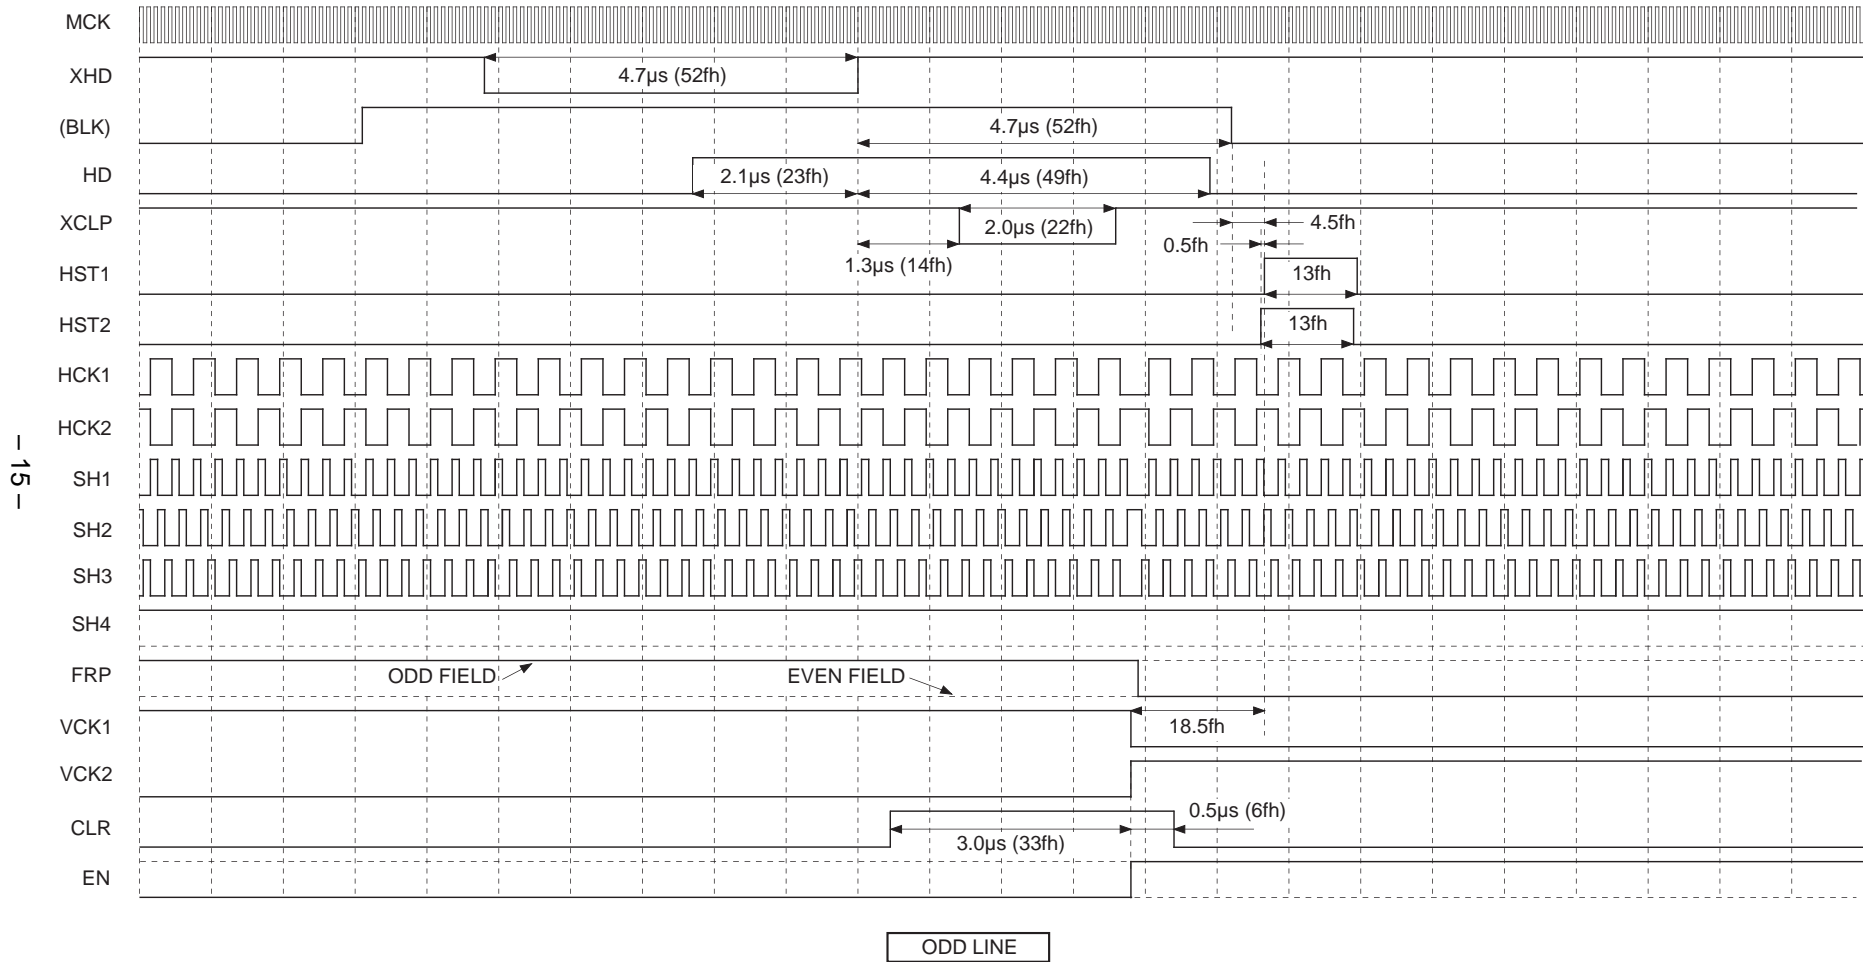 MCK
XHD
4.7µs (52fh)
(BLK)
4.7µs (52fh)
HD
2.1µs (23fh)
4.4µs (49fh)
XCLP
2.0µs (22fh)
4.5fh
0.5fh
1.3µs (14fh)
HST1
13fh
HST2
13fh
HCK1
HCK2
– 15 –
SH1
SH2
SH3
SH4
FRP
ODD FIELD
EVEN FIELD
VCK1
18.5fh
VCK2
CLR
0.5µs (6fh)
3.0µs (33fh)
EN
ODD LINE